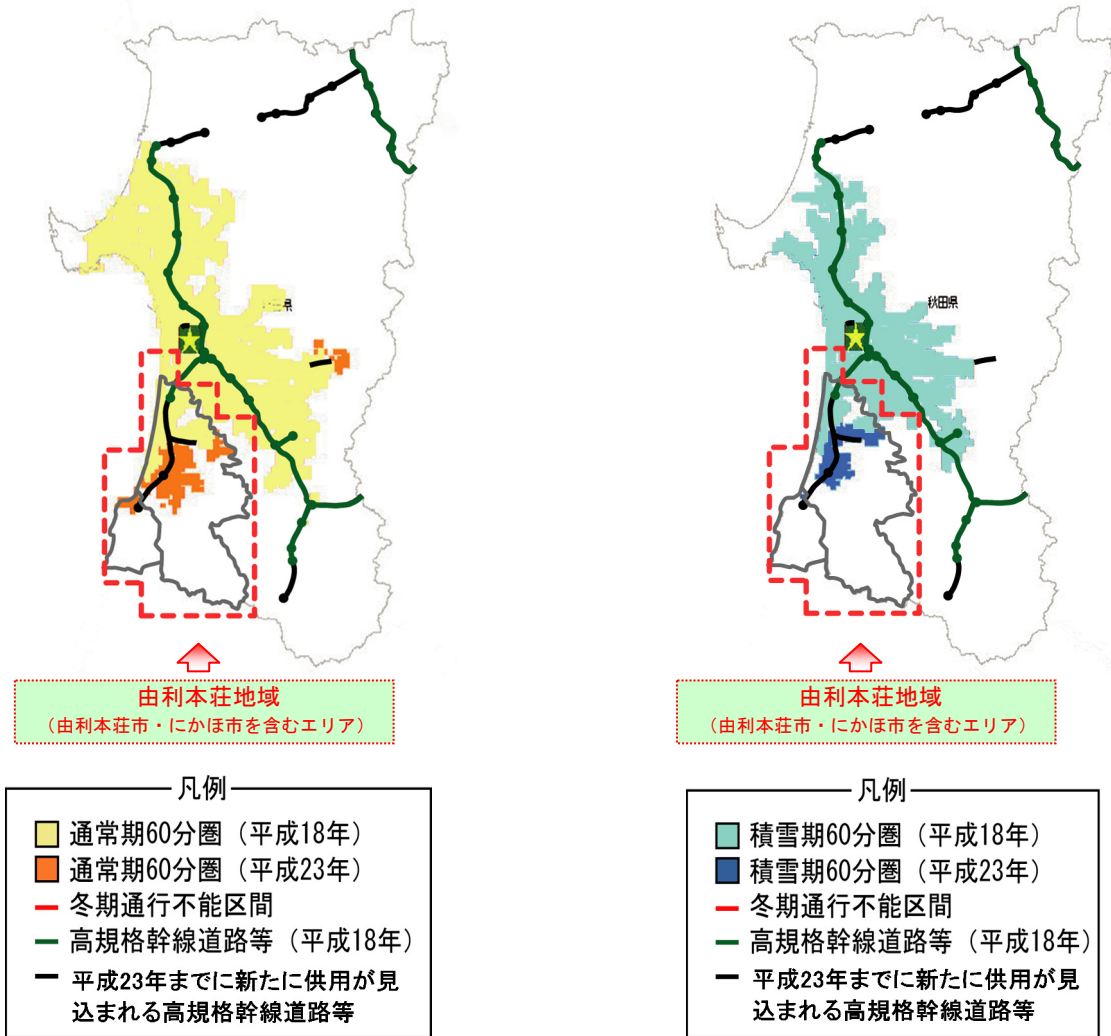 県
秋田県
由利本荘地域
(由利本荘市・にかほ市を含むエリア)
由利本荘地域
(由利本荘市・にかほ市を含むエリア)
凡例
通常期60分圏 (平成18年)
通常期60分圏 (平成23年)
冬期通行不能区間
高規格幹線道路等 (平成18年)
平成23年までに新たに供用が見
込まれる高規格幹線道路等
凡例
積雪期60分圏 (平成18年)
積雪期60分圏 (平成23年)
冬期通行不能区間
高規格幹線道路等 (平成18年)
平成23年までに新たに供用が見
込まれる高規格幹線道路等